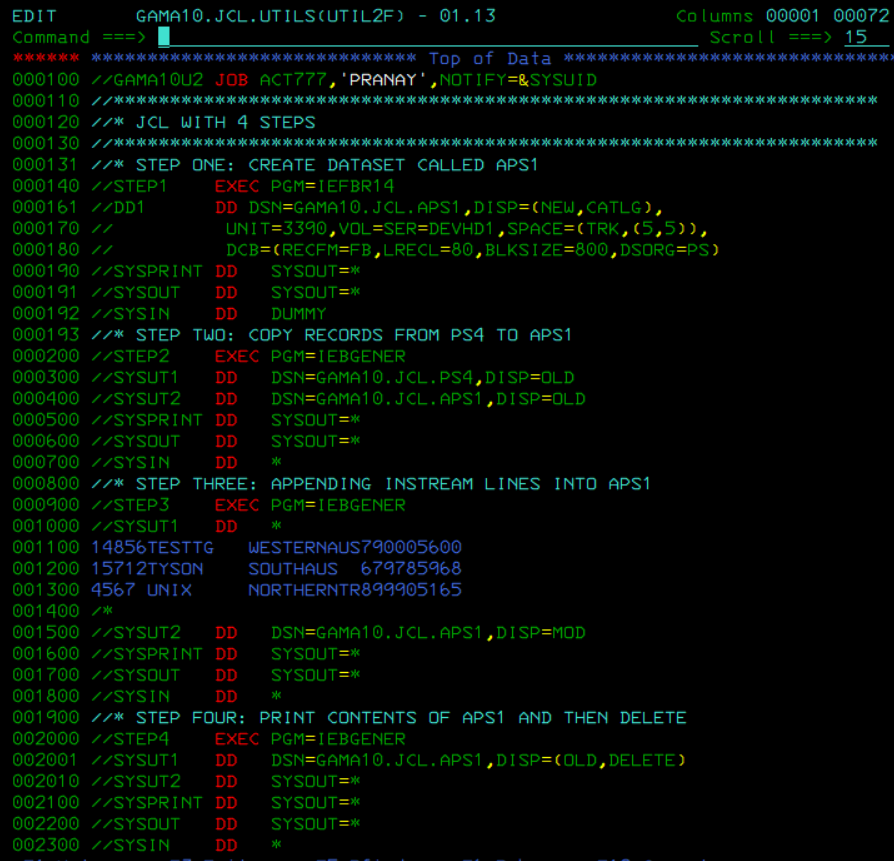 EDIT       GAMA10.JCL.UTILS(UTIL2F) - 01.13                Columns 00001 00072
Command ===>                                               Scroll ===> 15
****** ***************************** Top of Data ******************************
000100 //GAMA10U2 JOB ACT777,'PRANAY',NOTIFY=&SYSUID
000110 //********************************************************************
000120 //* JCL WITH 4 STEPS
000130 //********************************************************************
000131 //* STEP ONE: CREATE DATASET CALLED APS1
000140 //STEP1    EXEC PGM=IEFBR14
000161 //DD1      DD DSN=GAMA10.JCL.APS1,DISP=(NEW,CATLG),
000170 //          UNIT=3390,VOL=SER=DEVHD1,SPACE=(TRK,(5,5)),
000180 //          DCB=(RECFM=FB,LRECL=80,BLKSIZE=800,DSORG=PS)
000190 //SYSPRINT DD   SYSOUT=*
000191 //SYSOUT   DD   SYSOUT=*
000192 //SYSIN    DD   DUMMY
000193 //* STEP TWO: COPY RECORDS FROM PS4 TO APS1
000200 //STEP2    EXEC PGM=IEBGENER
000300 //SYSUT1   DD   DSN=GAMA10.JCL.PS4,DISP=OLD
000400 //SYSUT2   DD   DSN=GAMA10.JCL.APS1,DISP=OLD
000500 //SYSPRINT DD   SYSOUT=*
000600 //SYSOUT   DD   SYSOUT=*
000700 //SYSIN    DD   *
000800 //* STEP THREE: APPENDING INSTREAM LINES INTO APS1
000900 //STEP3    EXEC PGM=IEBGENER
001000 //SYSUT1   DD   *
001100 14856TESTTG   WESTERNAUS790005600
001200 15712TYSON    SOUTHAUS  679785968
001300 4567 UNIX     NORTHERNTR899905165
001400 /*
001500 //SYSUT2   DD   DSN=GAMA10.JCL.APS1,DISP=MOD
001600 //SYSPRINT DD   SYSOUT=*
001700 //SYSOUT   DD   SYSOUT=*
001800 //SYSIN    DD   *
001900 //* STEP FOUR: PRINT CONTENTS OF APS1 AND THEN DELETE
002000 //STEP4    EXEC PGM=IEBGENER
002001 //SYSUT1   DD   DSN=GAMA10.JCL.APS1,DISP=(OLD,DELETE)
002010 //SYSUT2   DD   SYSOUT=*
002100 //SYSPRINT DD   SYSOUT=*
002200 //SYSOUT   DD   SYSOUT=*
002300 //SYSIN    DD   *